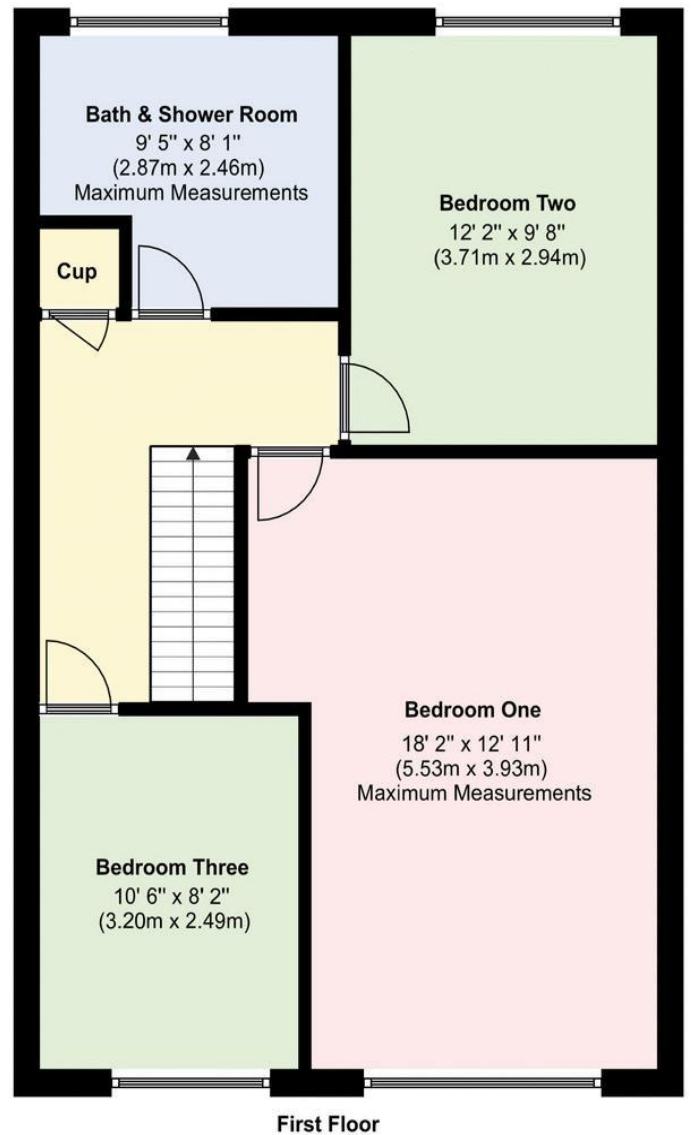 Bath & Shower Room
9' 5" x 8' 1"
(2.87m x 2.46m)
Maximum Measurements
Bedroom Two
12' 2" x 9' 8"
(3.71m x 2.94m)
Cup
Bedroom One
18' 2" x 12' 11"
(5.53m x 3.93m)
Maximum Measurements
Bedroom Three
10' 6" x 8' 2"
(3.20m x 2.49m)
First Floor